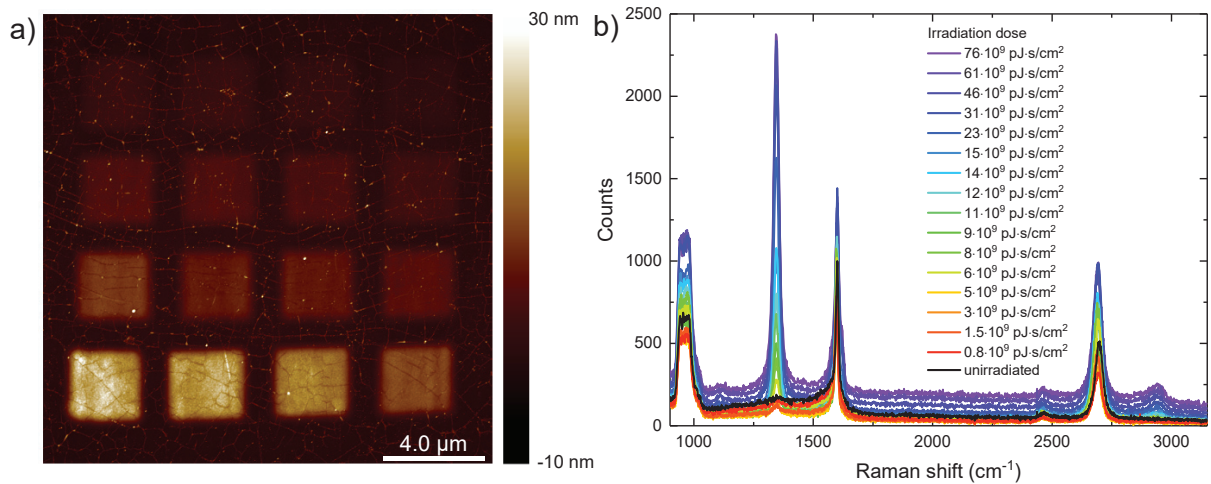 a)
30 nm
-10 nm
4.0 μm
b)
Counts
2500
2000
1500
1000
500
0
Irradiation dose
76·10⁹ pJ·s/cm²
61·10⁹ pJ·s/cm²
46·10⁹ pJ·s/cm²
31·10⁹ pJ·s/cm²
23·10⁹ pJ·s/cm²
15·10⁹ pJ·s/cm²
14·10⁹ pJ·s/cm²
12·10⁹ pJ·s/cm²
11·10⁹ pJ·s/cm²
9·10⁹ pJ·s/cm²
8·10⁹ pJ·s/cm²
6·10⁹ pJ·s/cm²
5·10⁹ pJ·s/cm²
3·10⁹ pJ·s/cm²
1.5·10⁹ pJ·s/cm²
0.8·10⁹ pJ·s/cm²
unirradiated
1000 1500 2000 2500 3000
Raman shift (cm⁻¹)